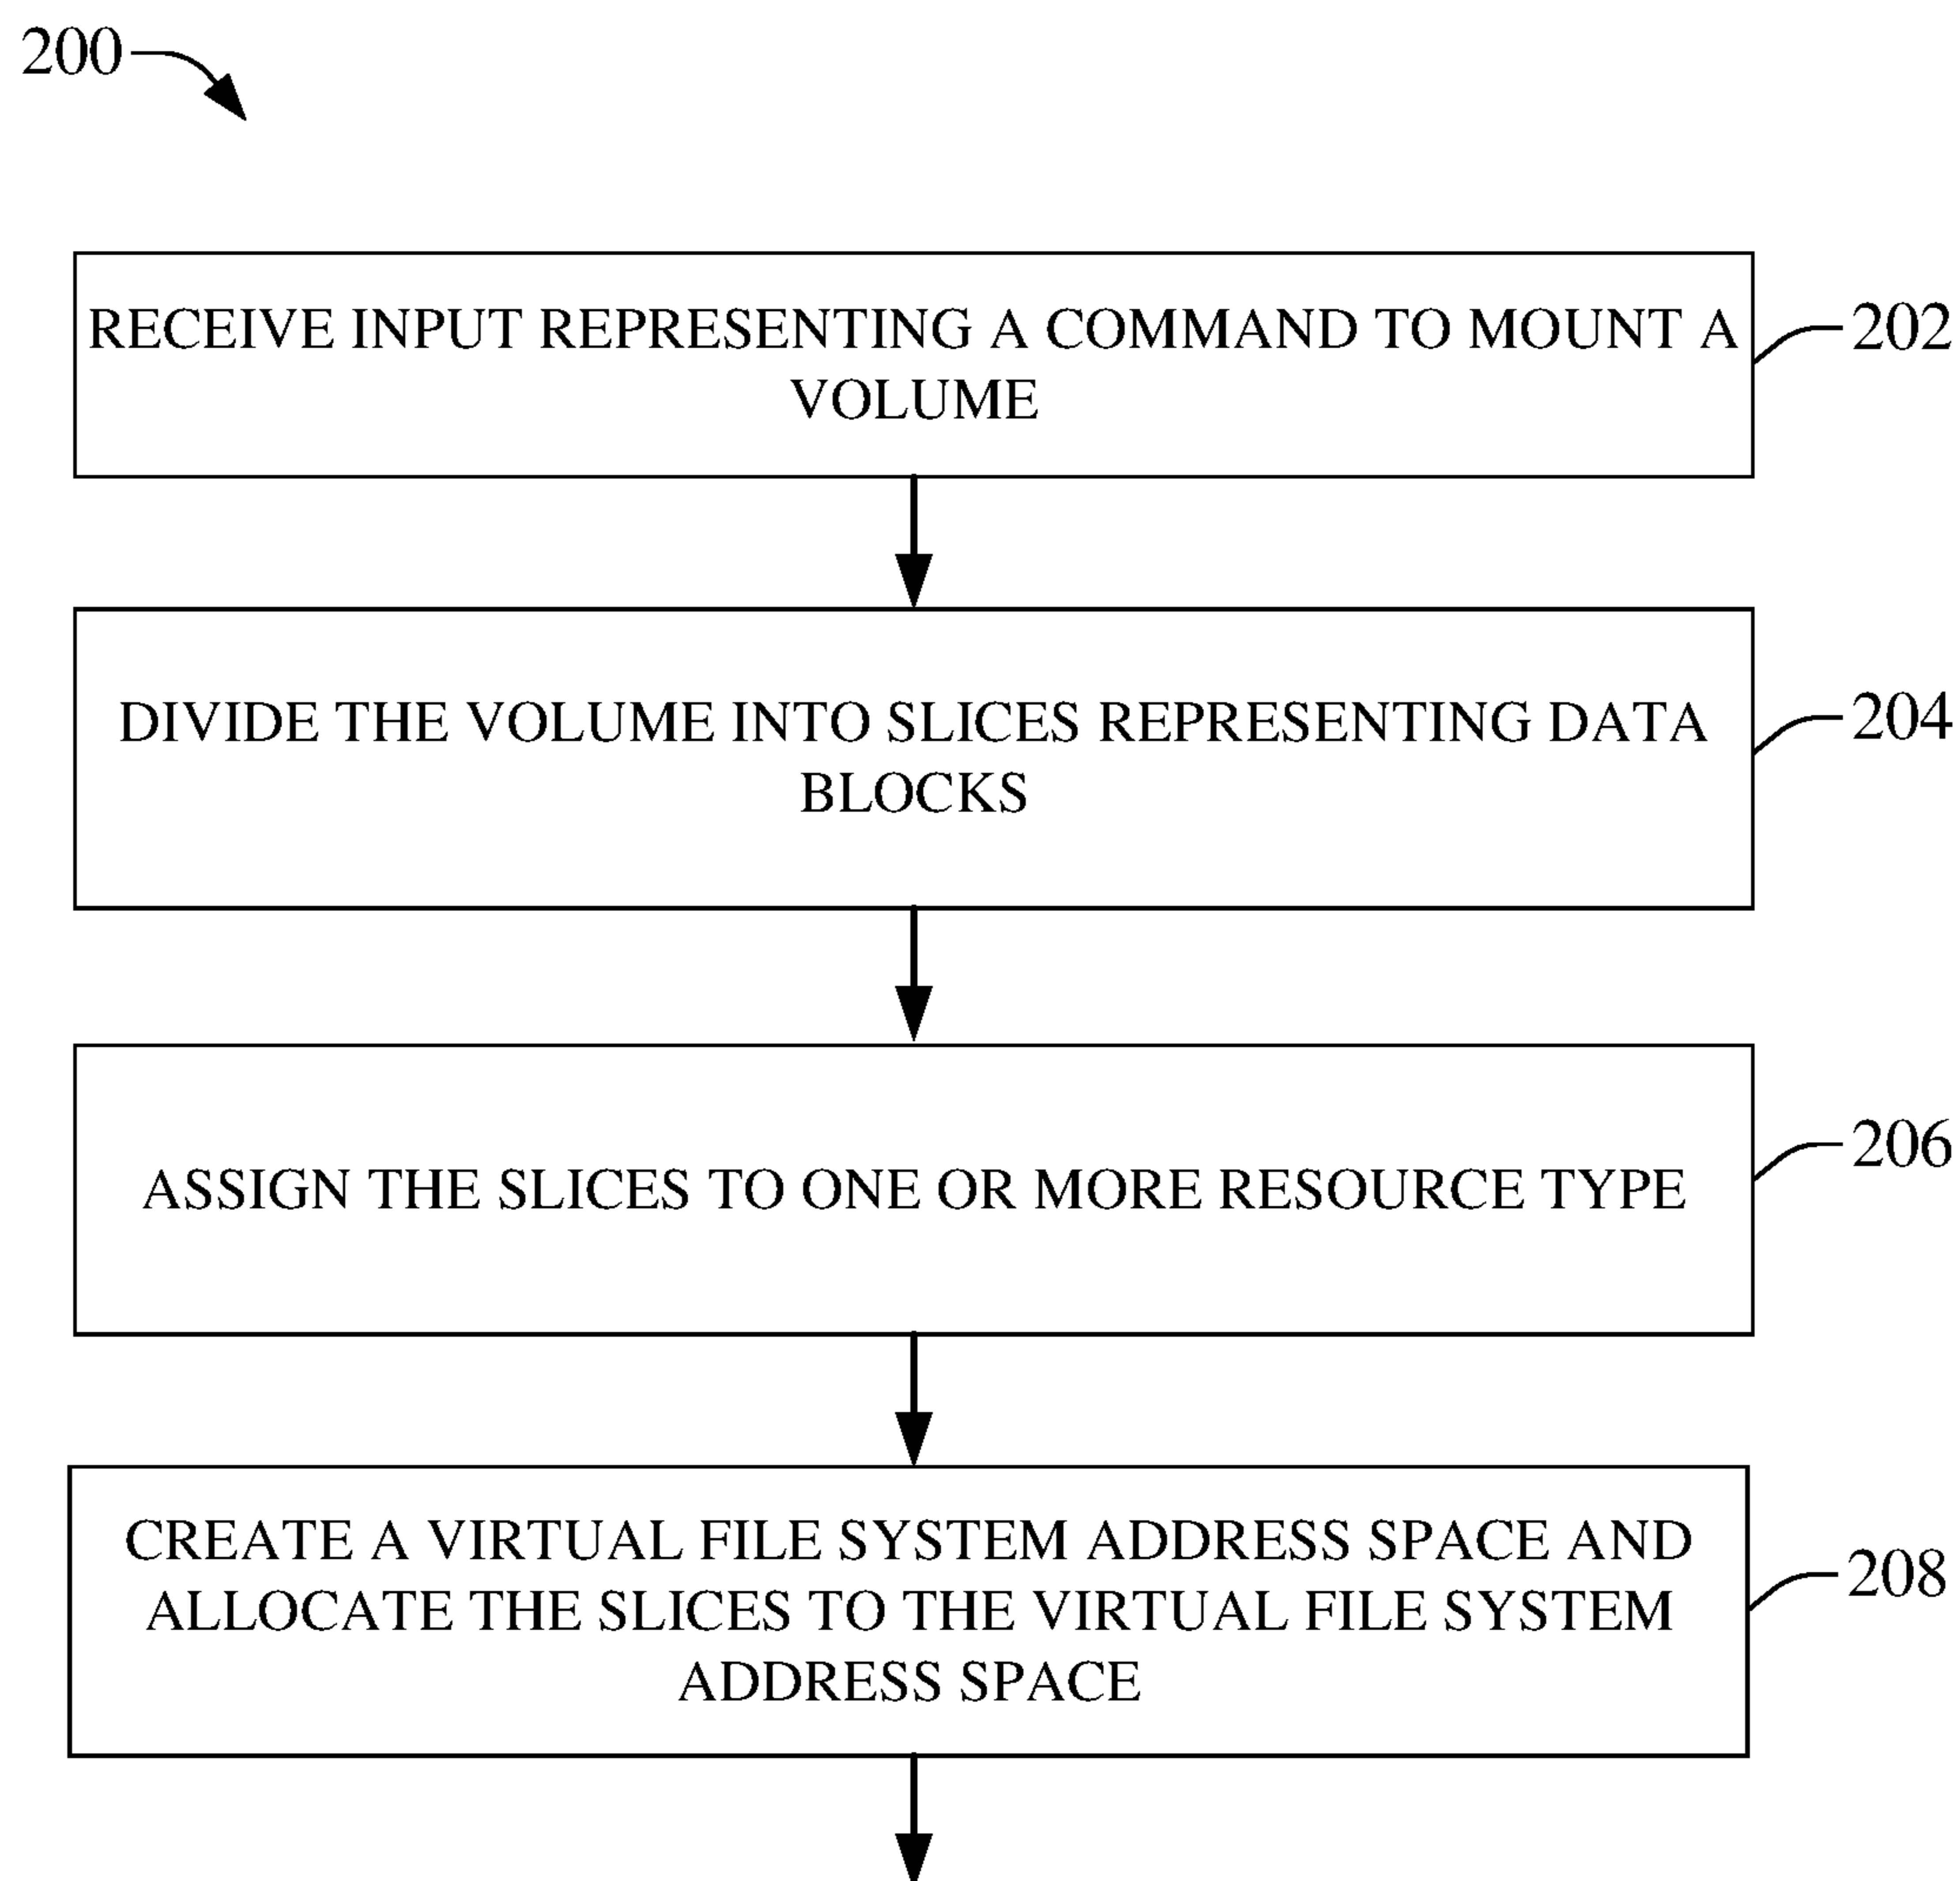 200
RECEIVE INPUT REPRESENTING A COMMAND TO MOUNT A
VOLUME
202
DIVIDE THE VOLUME INTO SLICES REPRESENTING DATA
BLOCKS
204
ASSIGN THE SLICES TO ONE OR MORE RESOURCE TYPE
206
CREATE A VIRTUAL FILE SYSTEM ADDRESS SPACE AND
ALLOCATE THE SLICES TO THE VIRTUAL FILE SYSTEM
ADDRESS SPACE
208